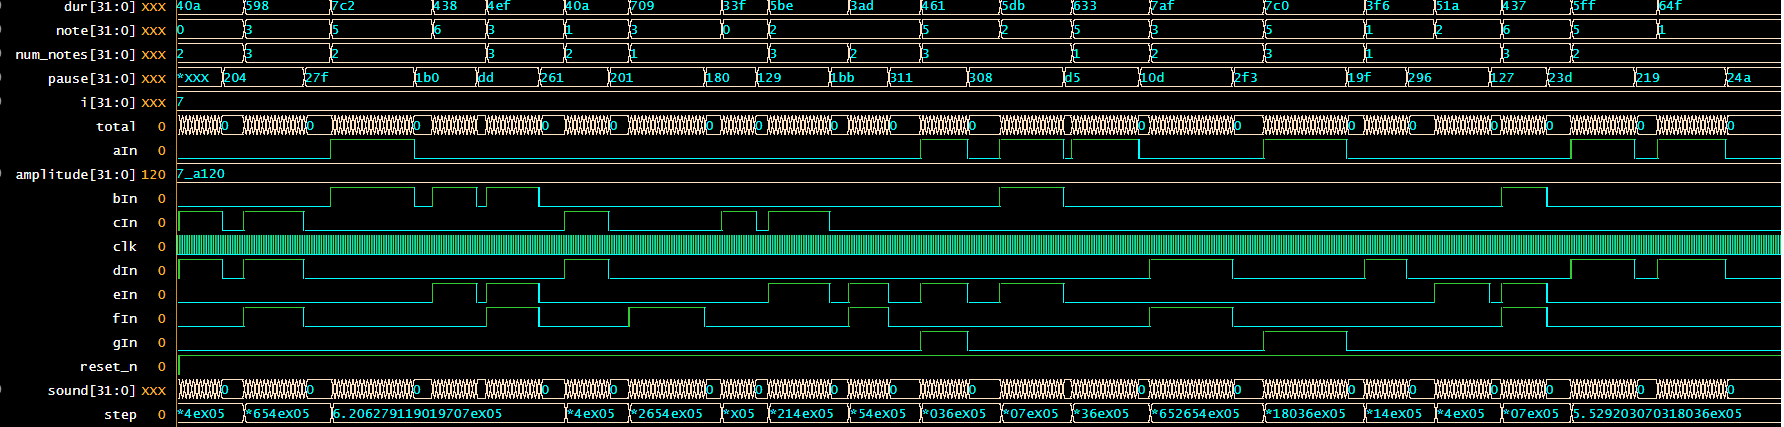 dur[31:0] XXX 40a 598 7c2 438 4ef 40a 709 33f 5be 3ad 461 5db 633 7af 7c0 3f6 51a 437 5ff 64f
note[31:0] XXX 0 3 5 6 3 1 3 0 2 5 2 5 3 5 1 2 6 5 1
num_notes[31:0] XXX 2 3 2 3 2 1 3 2 3 1 2 3 1 3 2
pause[31:0] XXX *XXX 204 27f 1b0 dd 261 201 180 129 1bb 311 308 d5 10d 2f3 19f 296 127 23d 219 24a
i[31:0] XXX 7
total 0 0 0 0 0 0 0 0 0 0 0 0 0 0 0 0 0 0
aIn 0
amplitude[31:0] 120 7_a120
bIn 0
cIn 0
clk 0
dIn 0
eIn 0
fIn 0
gIn 0
reset_n 0
sound[31:0] XXX 0 0 0 0 0 0 0 0 0 0 0 0 0 0 0 0 0
step 0 *4eX05 *654eX05 6.206279119019707eX05 *4eX05 *2654eX05 *X05 *214eX05 *54eX05 *036eX05 *07eX05 *36eX05 *652654eX05 *18036eX05 *14eX05 *4eX05 *07eX05 5.529203070318036eX05